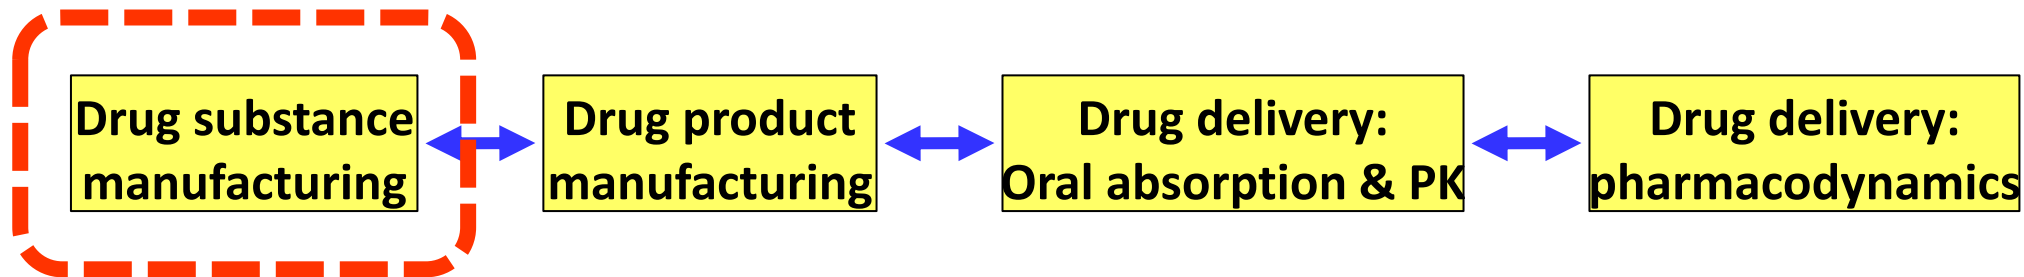 Drug substance
manufacturing
Drug product
manufacturing
Drug delivery:
Oral absorption & PK
Drug delivery:
pharmacodynamics